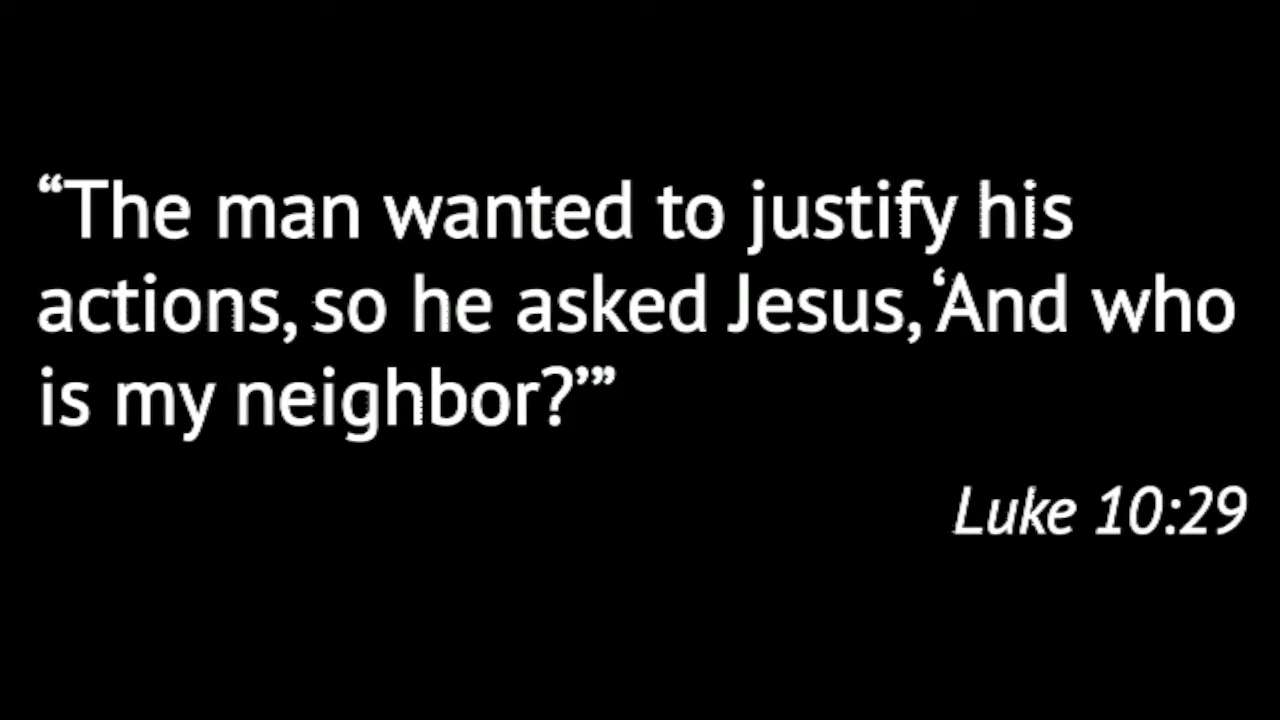 “The man wanted to justify his
actions, so he asked Jesus, ‘And who
is my neighbor?’”
Luke 10:29